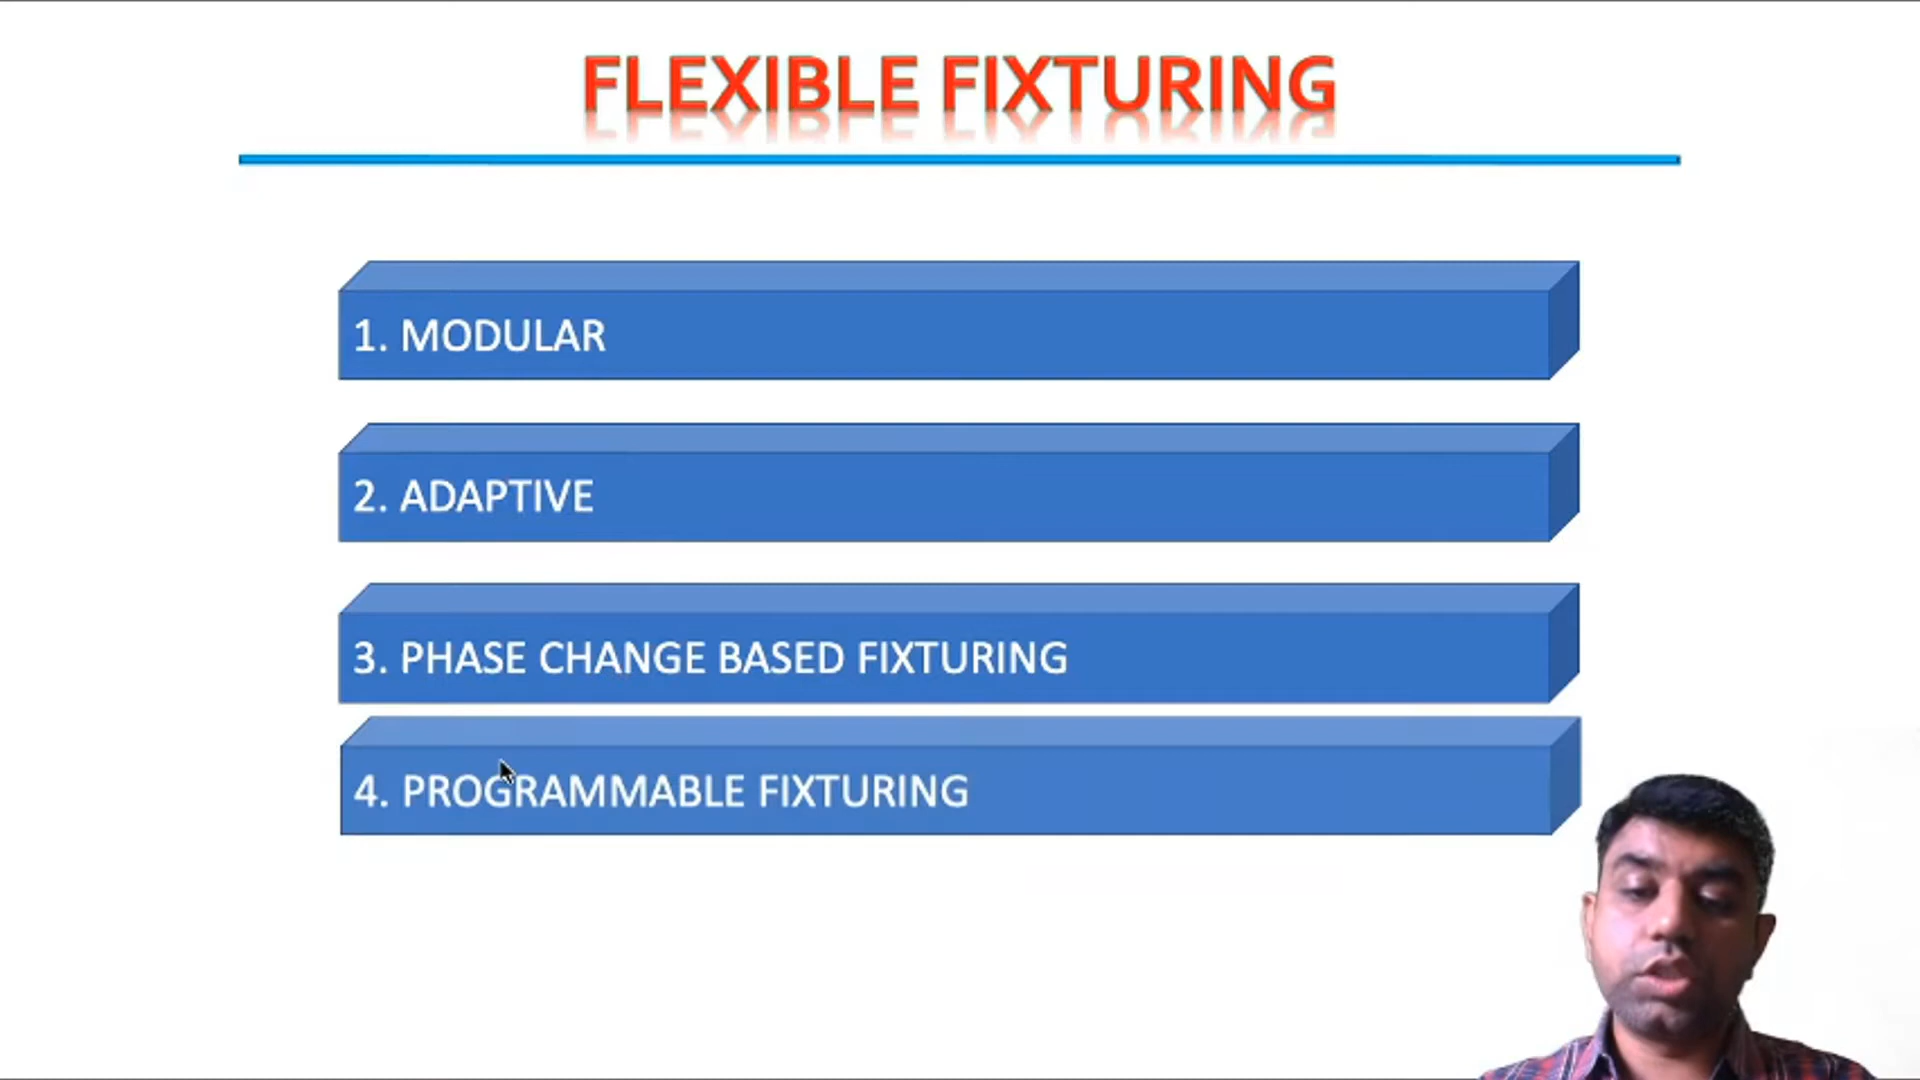 FLEXIBLE FIXTURING
1. MODULAR
2. ADAPTIVE
3. PHASE CHANGE BASED FIXTURING
4. PROGRAMMABLE FIXTURING